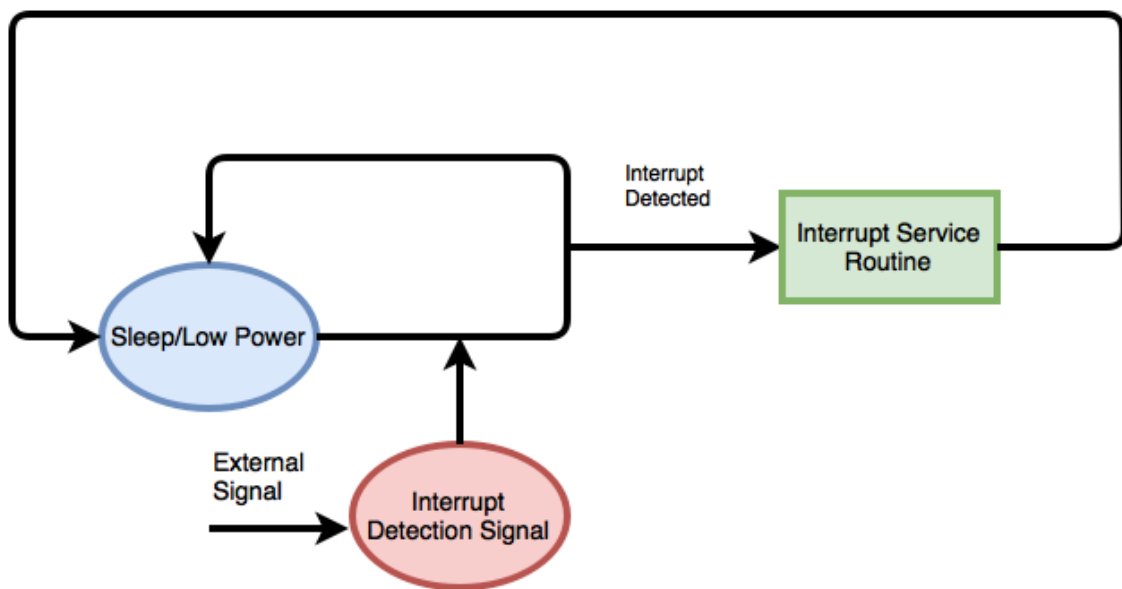 Interrupt
Detected
Interrupt Service
Routine
Sleep/Low Power
External
Signal
Interrupt
Detection Signal